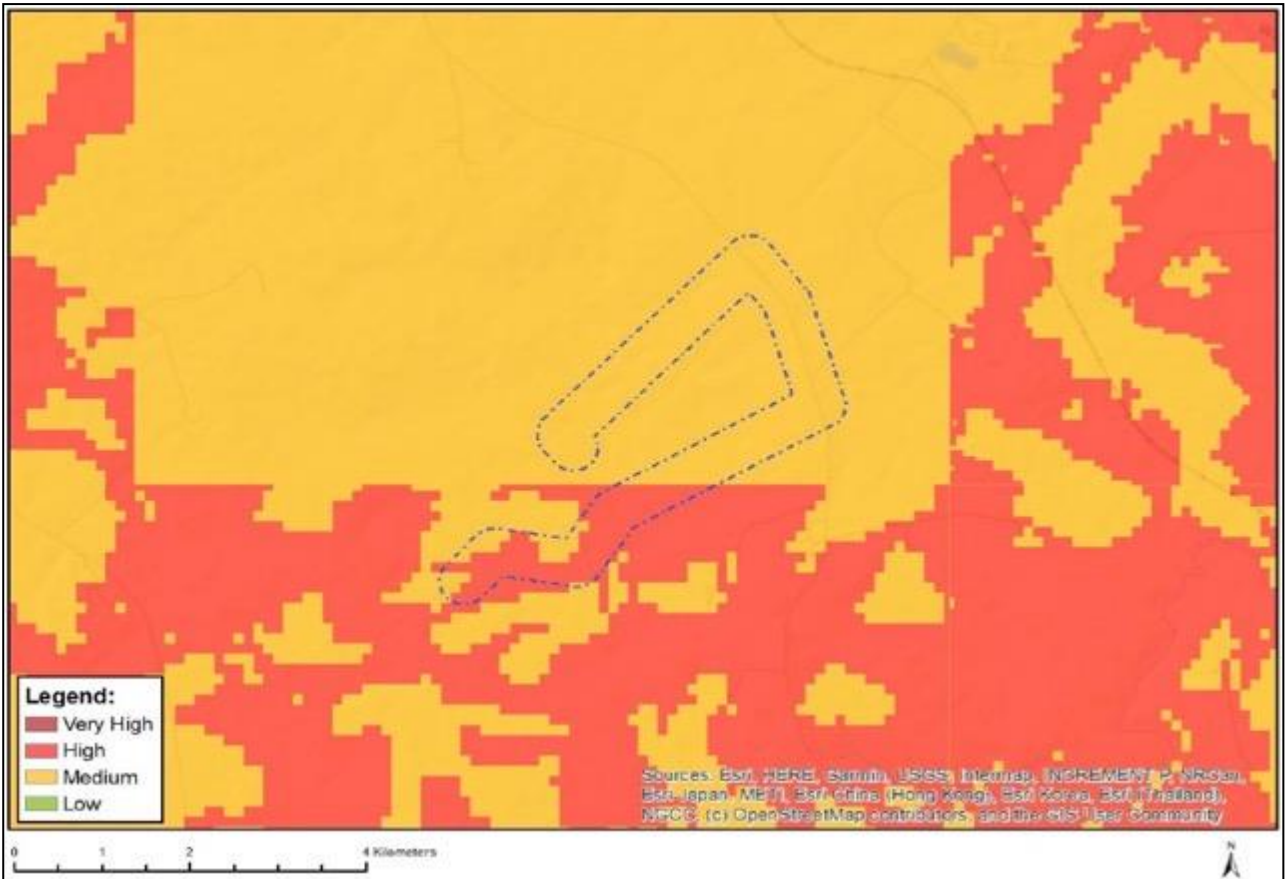 Legend:
Very High
High
Medium
Low
Sources: Esri, HERE, Garmin, USGS, Intermap, INCREMENT P, NRCan,
Esri Japan, METI, Esri China (Hong Kong), Esri Korea, Esri (Thailand),
NGCC, (c) OpenStreetMap contributors, and the GIS User Community
0 1 2 4 Kilometers
N